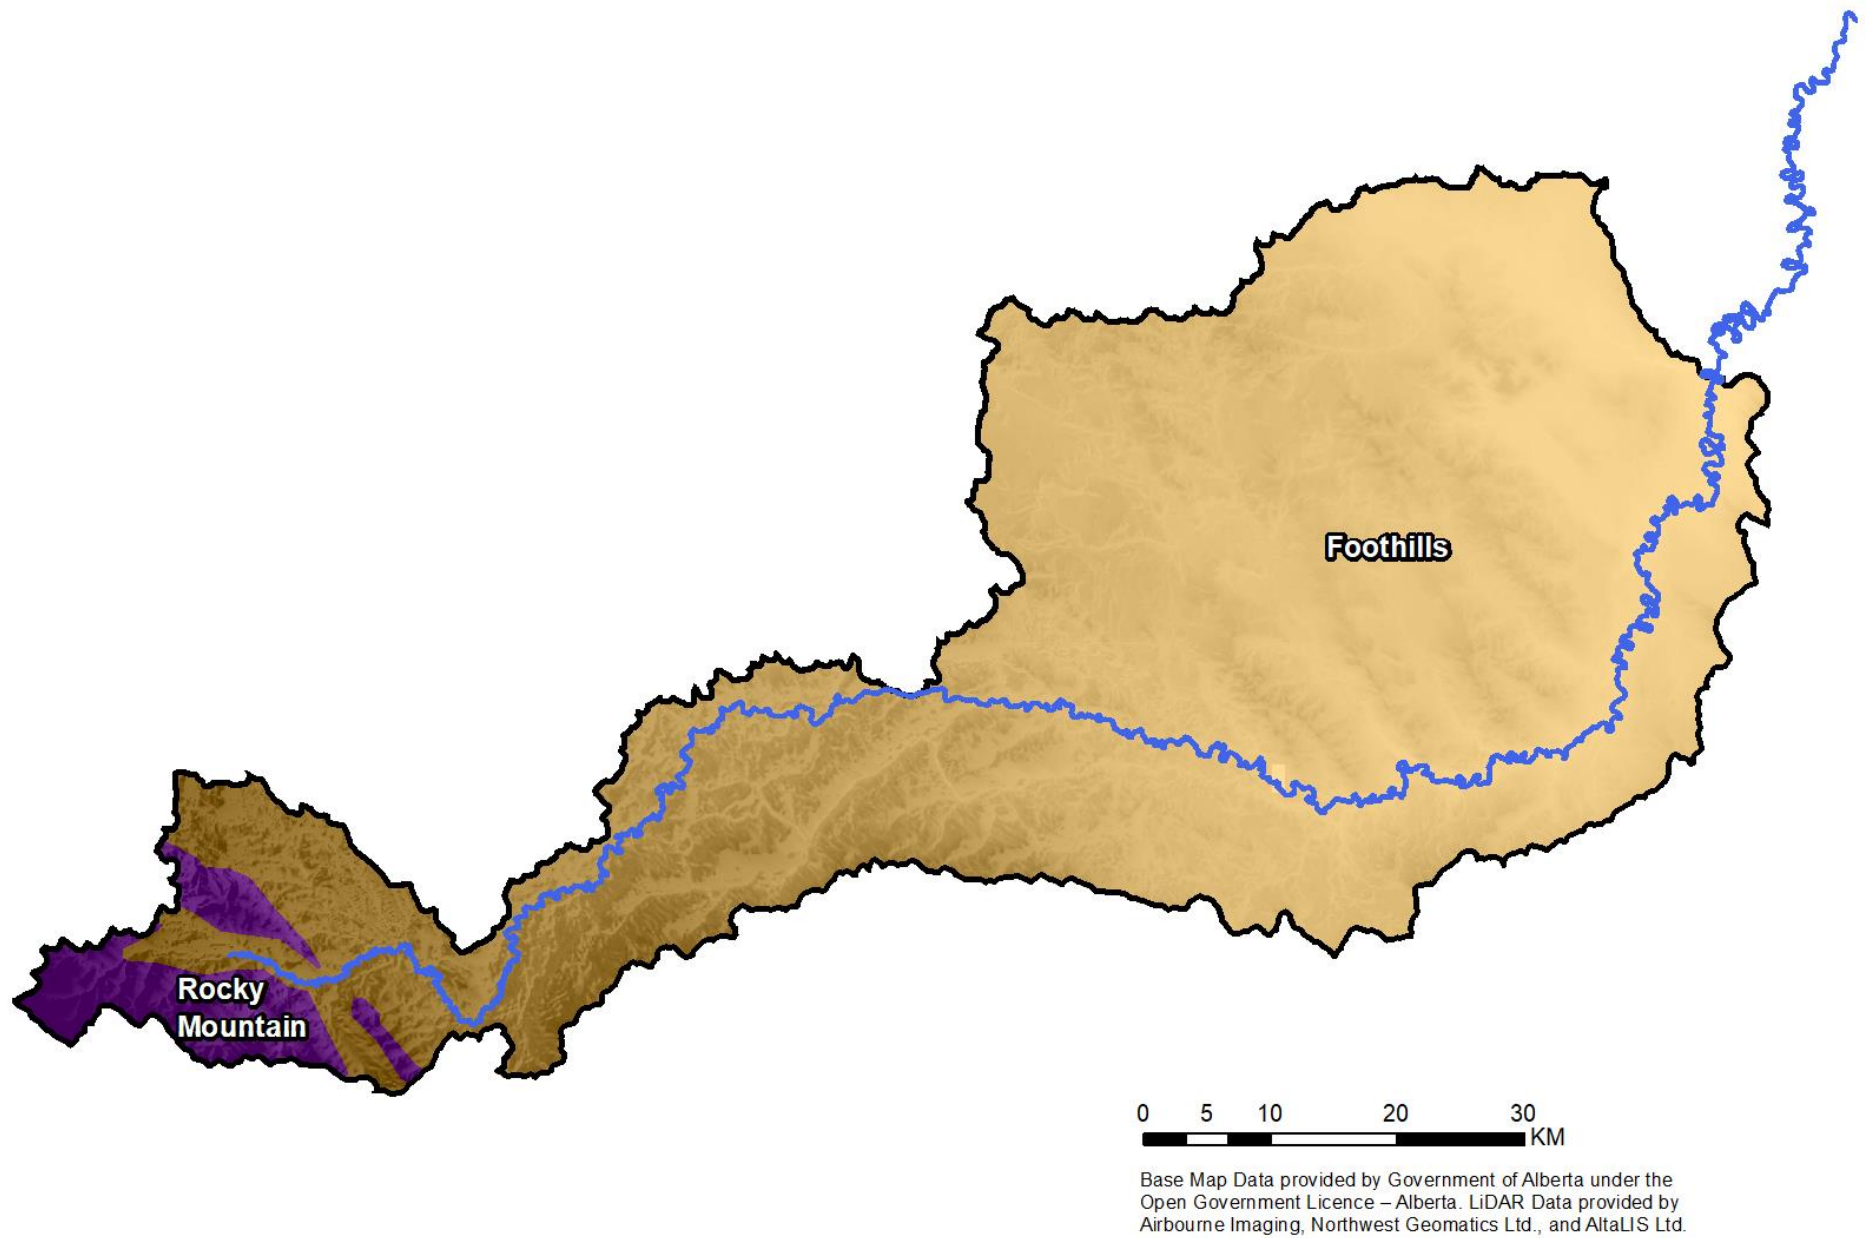 Foothills
Rocky
Mountain
0 5 10 20 30
KM
Base Map Data provided by Government of Alberta under the
Open Government Licence – Alberta. LiDAR Data provided by
Airbourne Imaging, Northwest Geomatics Ltd., and AltaLIS Ltd.